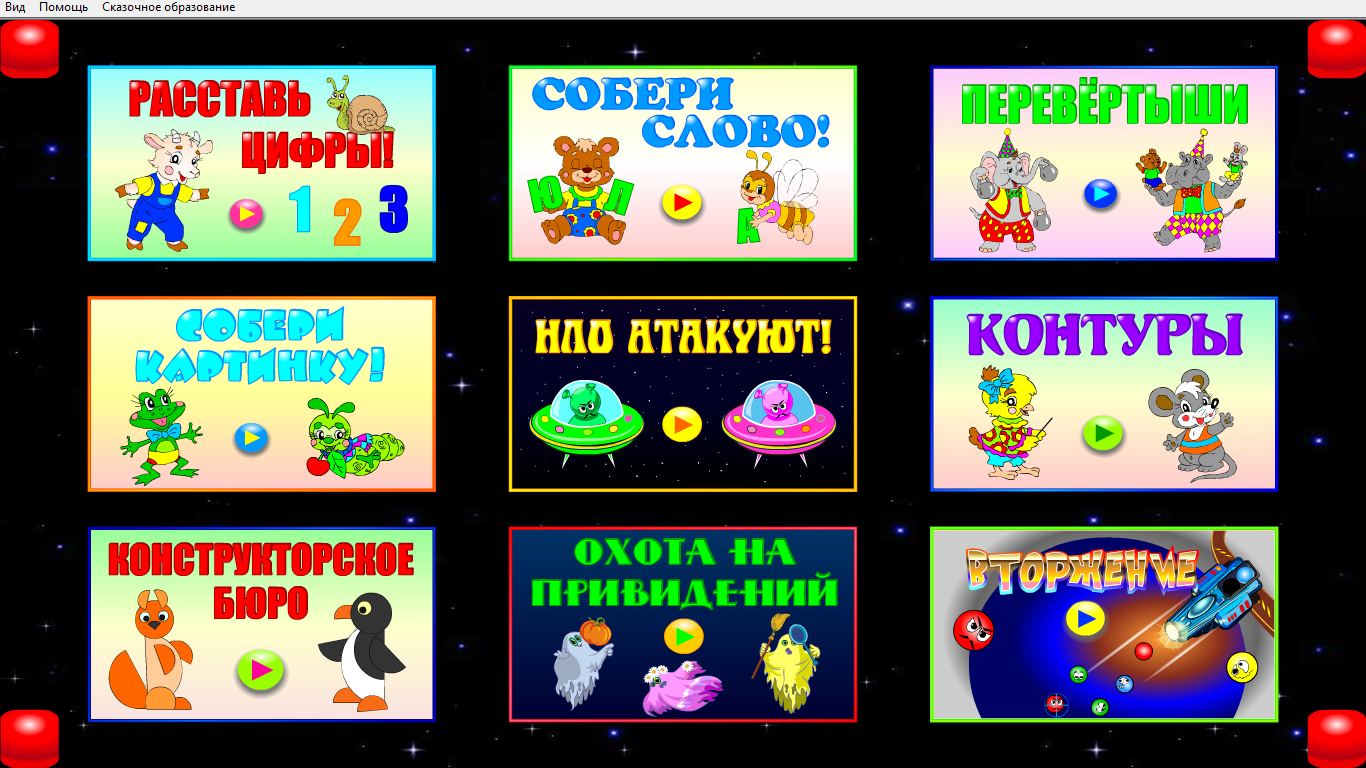 Вид Помощь Сказочное образование
РАССТАВЬ
ЦИФРЫ!
1 2 3
СОБЕРИ
СЛОВО!
Ю Л
А
ПЕРЕВЁРТЫШИ
СОБЕРИ
КАРТИНКУ!
НЛО АТАКУЮТ!
КОНТУРЫ
КОНСТРУКТОРСКОЕ
БЮРО
ОХОТА НА
ПРИВИДЕНИЙ
ВТОРЖЕНИЕ